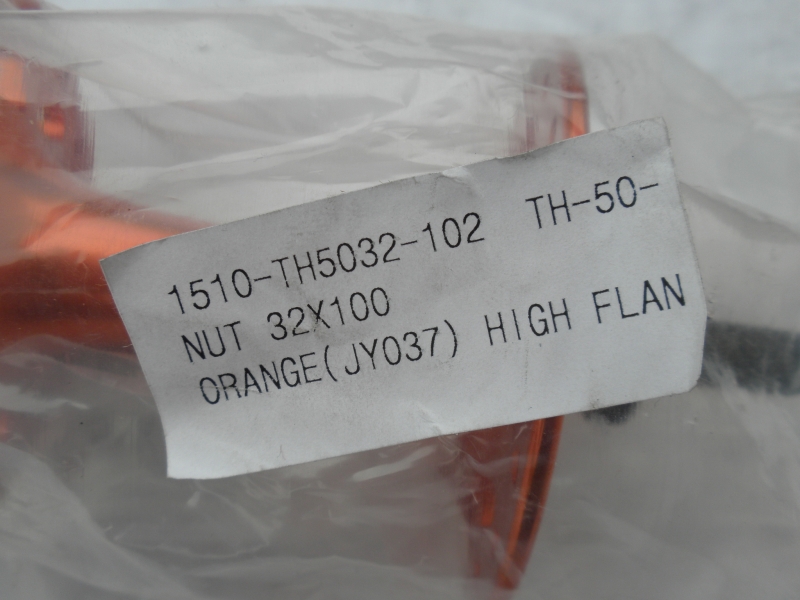 1510-TH5032-102 TH-50-
NUT 32X100
ORANGE(JY037) HIGH FLAN